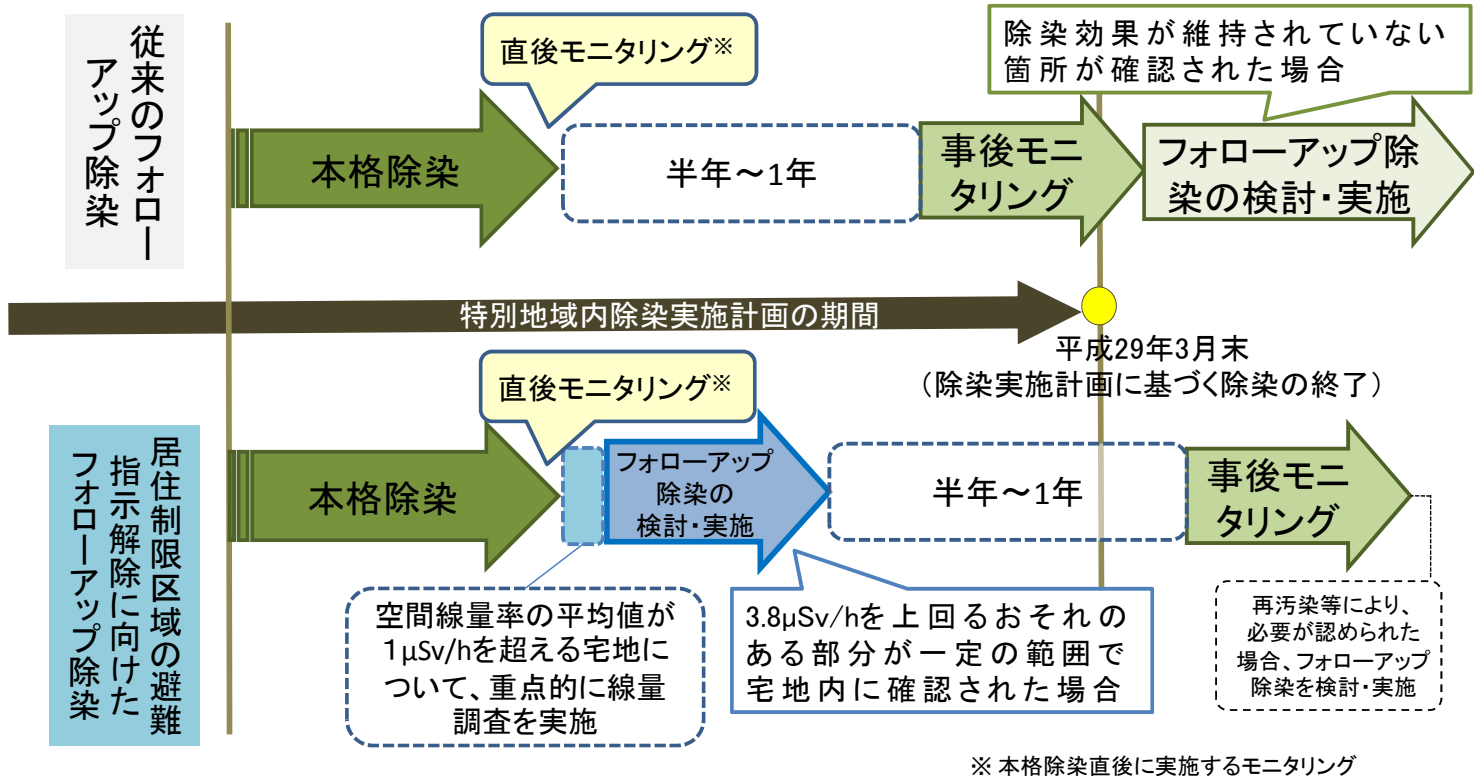 従来のフォロー
アップ除染
直後モニタリング※
除染効果が維持されていない
箇所が確認された場合
本格除染
半年～1年
事後モニ
タリング
フォローアップ除
染の検討・実施
特別地域内除染実施計画の期間
平成29年3月末
（除染実施計画に基づく除染の終了）
居住制限区域の避難
指示解除に向けた
フォローアップ除染
直後モニタリング※
本格除染
フォローアップ
除染の
検討・実施
半年～1年
事後モニ
タリング
空間線量率の平均値が
1μSv/hを超える宅地に
ついて、重点的に線量
調査を実施
3.8μSv/hを上回るおそれの
ある部分が一定の範囲で
宅地内に確認された場合
再汚染等により、
必要が認められた
場合、フォローアップ
除染を検討・実施
※ 本格除染直後に実施するモニタリング